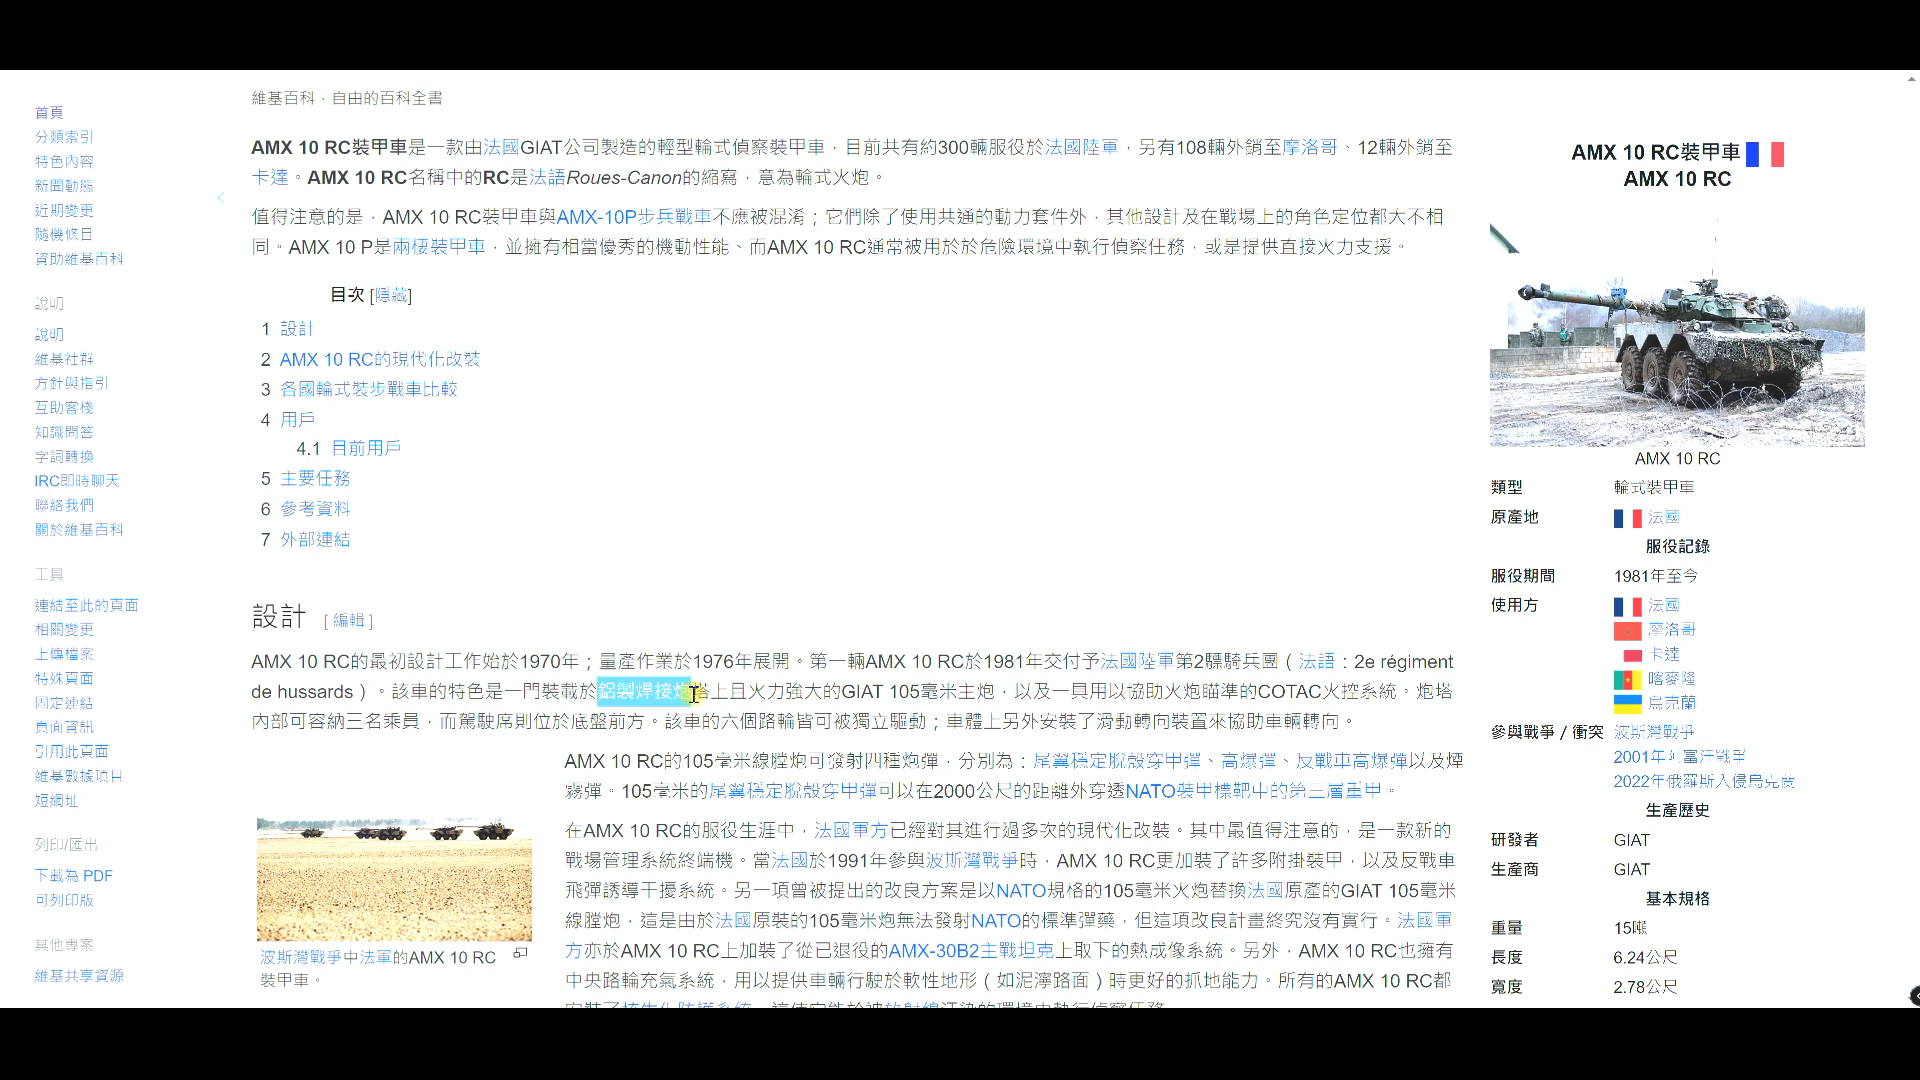 維基百科，自由的百科全書
首頁
分類索引
特色內容
新聞動態
近期變更
隨機條目
資助維基百科
說明
說明
維基社群
方針與指引
互助客棧
知識問答
字詞轉換
IRC即時聊天
聯絡我們
關於維基百科
工具
連結至此的頁面
相關變更
上傳檔案
特殊頁面
固定連結
頁面資訊
引用此頁面
維基數據項目
短網址
列印/匯出
下載為 PDF
可列印版
其他專案
維基共享資源
AMX 10 RC裝甲車是一款由法國GIAT公司製造的輕型輪式偵察裝甲車，目前共有約300輛服役於法國陸軍，另有108輛外銷至摩洛哥、12輛外銷至
卡達。AMX 10 RC名稱中的RC是法語Roues-Canon的縮寫，意為輪式火炮。
值得注意的是，AMX 10 RC裝甲車與AMX-10P步兵戰車不應被混淆；它們除了使用共通的動力套件外，其他設計及在戰場上的角色定位都大不相
同。AMX 10 P是兩棲裝甲車，並擁有相當優秀的機動性能、而AMX 10 RC通常被用於於危險環境中執行偵察任務，或是提供直接火力支援。
目次 [隱藏]
1 設計
2 AMX 10 RC的現代化改裝
3 各國輪式裝步戰車比較
4 用戶
4.1 目前用戶
5 主要任務
6 參考資料
7 外部連結
設計 [ 編輯 ]
AMX 10 RC的最初設計工作始於1970年；量產作業於1976年展開。第一輛AMX 10 RC於1981年交付予法國陸軍第2驃騎兵團（法語：2e régiment
de hussards）。該車的特色是一門裝載於鋁製焊接炮塔上且火力強大的GIAT 105毫米主炮，以及一具用以協助火炮瞄準的COTAC火控系統。炮塔
內部可容納三名乘員，而駕駛席則位於底盤前方。該車的六個路輪皆可被獨立驅動；車體上另外安裝了滑動轉向裝置來協助車輛轉向。
AMX 10 RC的105毫米線膛炮可發射四種炮彈，分別為：尾翼穩定脫殼穿甲彈、高爆彈、反戰車高爆彈以及煙
霧彈。105毫米的尾翼穩定脫殼穿甲彈可以在2000公尺的距離外穿透NATO裝甲標靶中的第三層重甲。
在AMX 10 RC的服役生涯中，法國軍方已經對其進行過多次的現代化改裝。其中最值得注意的，是一款新的
戰場管理系統終端機。當法國於1991年參與波斯灣戰爭時，AMX 10 RC更加裝了許多附掛裝甲，以及反戰車
飛彈誘導干擾系統。另一項曾被提出的改良方案是以NATO規格的105毫米火炮替換法國原產的GIAT 105毫米
線膛炮，這是由於法國原裝的105毫米炮無法發射NATO的標準彈藥，但這項改良計畫終究沒有實行。法國軍
方亦於AMX 10 RC上加裝了從已退役的AMX-30B2主戰坦克上取下的熱成像系統。另外，AMX 10 RC也擁有
中央路輪充氣系統，用以提供車輛行駛於軟性地形（如泥濘路面）時更好的抓地能力。所有的AMX 10 RC都
波斯灣戰爭中法軍的AMX 10 RC
裝甲車。
AMX 10 RC裝甲車
AMX 10 RC
AMX 10 RC
類型 輪式裝甲車
原產地 法國
服役記錄
服役期間 1981年至今
使用方 法國
摩洛哥
卡達
喀麥隆
烏克蘭
參與戰爭／衝突 波斯灣戰爭
2001年阿富汗戰爭
2022年俄羅斯入侵烏克蘭
生產歷史
研發者 GIAT
生產商 GIAT
基本規格
重量 15噸
長度 6.24公尺
寬度 2.78公尺